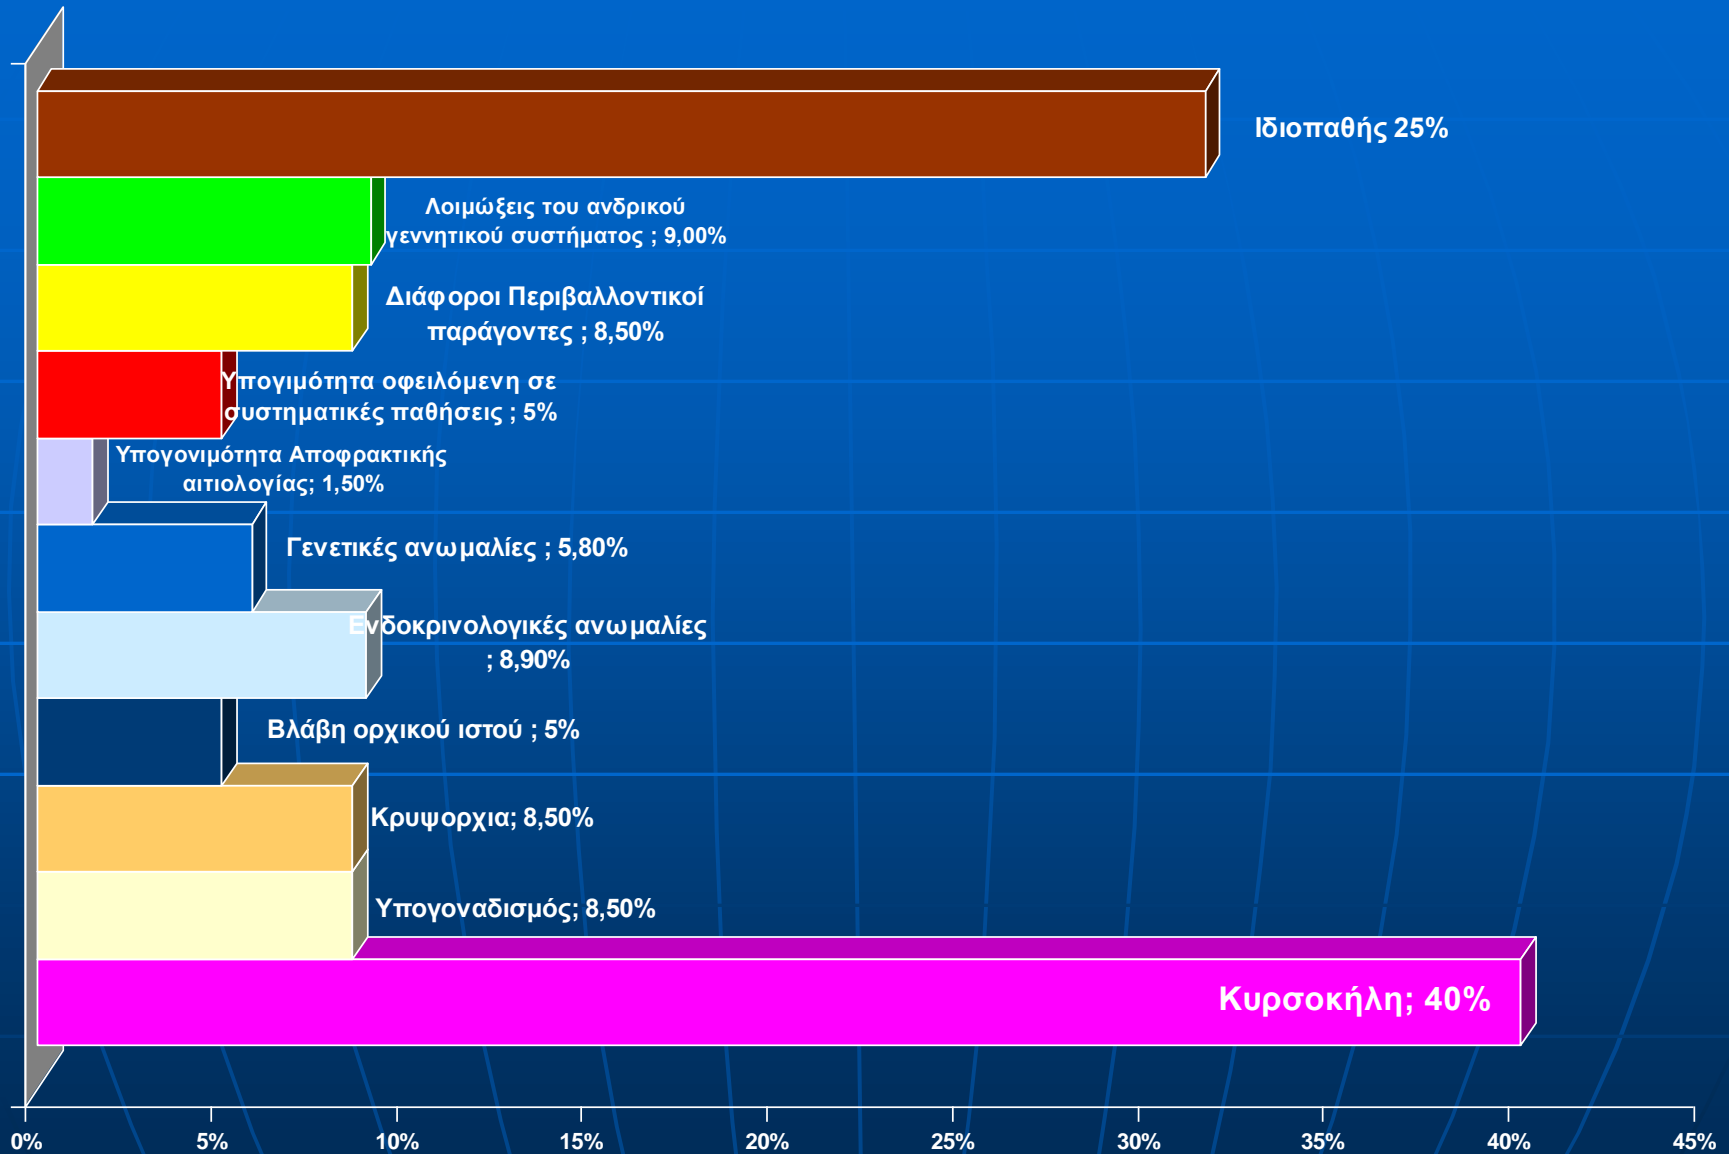 Ιδιοπαθής 25%
Λοιμώξεις του ανδρικού
γεννητικού συστήματος ; 9,00%
Διάφοροι Περιβαλλοντικοί
παράγοντες ; 8,50%
Υπογιμότητα οφειλόμενη σε
συστηματικές παθήσεις ; 5%
Υπογονιμότητα Αποφρακτικής
αιτιολογίας; 1,50%
Γενετικές ανωμαλίες ; 5,80%
Ενδοκρινολογικές ανωμαλίες
; 8,90%
Βλάβη ορχικού ιστού ; 5%
Κρυψορχια; 8,50%
Υπογοναδισμός; 8,50%
Κυρσοκήλη; 40%
0% 5% 10% 15% 20% 25% 30% 35% 40% 45%